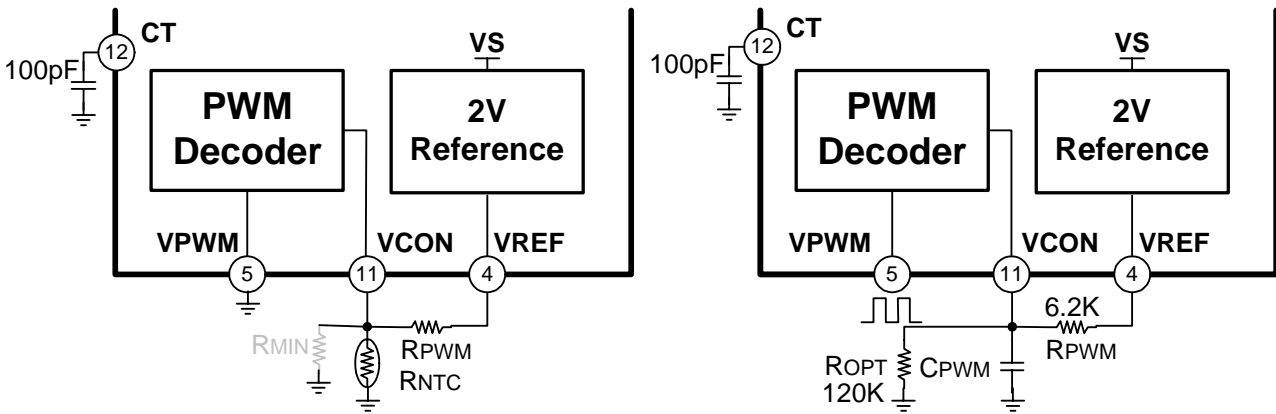 CT
12
100pF
VS
PWM
Decoder
2V
Reference
VPWM
VCON
VREF
5
11
4
RMIN
RPWM
RNTC
CT
12
100pF
VS
PWM
Decoder
2V
Reference
VPWM
VCON
VREF
5
11
4
6.2K
RPWM
ROPT
120K
CPWM